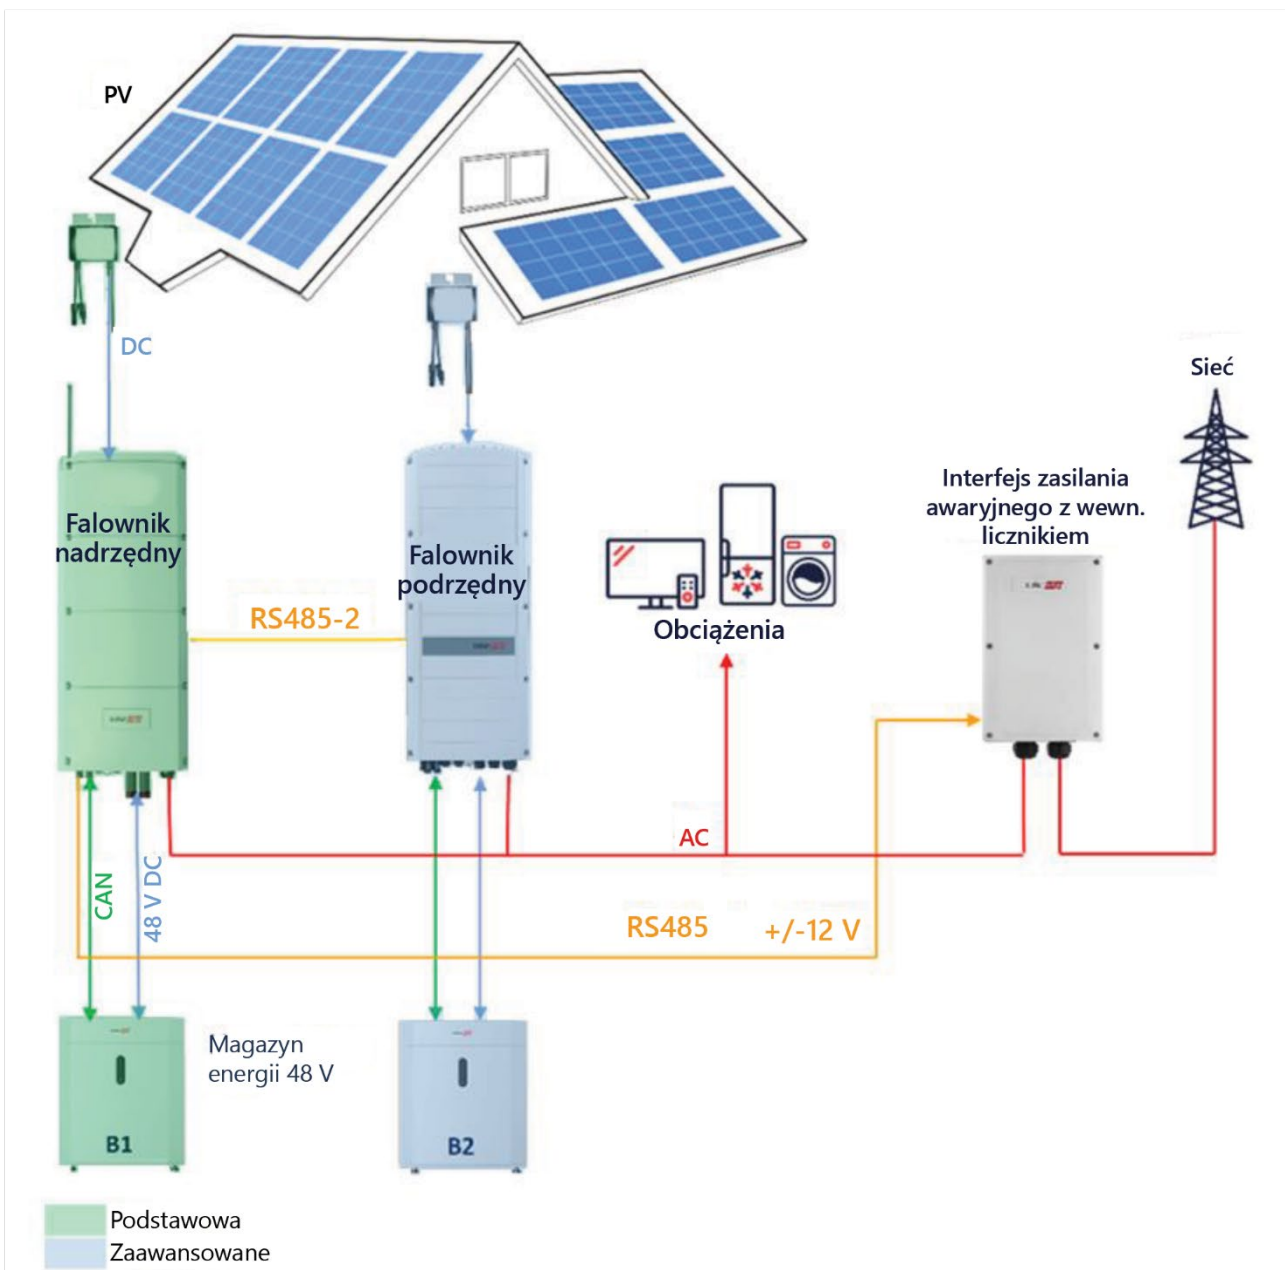 PV
DC
Sieć
Interfejs zasilania
awaryjnego z wewn.
licznikiem
Falownik
nadrzędny
Falownik
podrzędny
RS485-2
Obciążenia
AC
CAN
48 V DC
RS485
+/-12 V
Magazyn
energii 48 V
B1
B2
Podstawowa
Zaawansowane